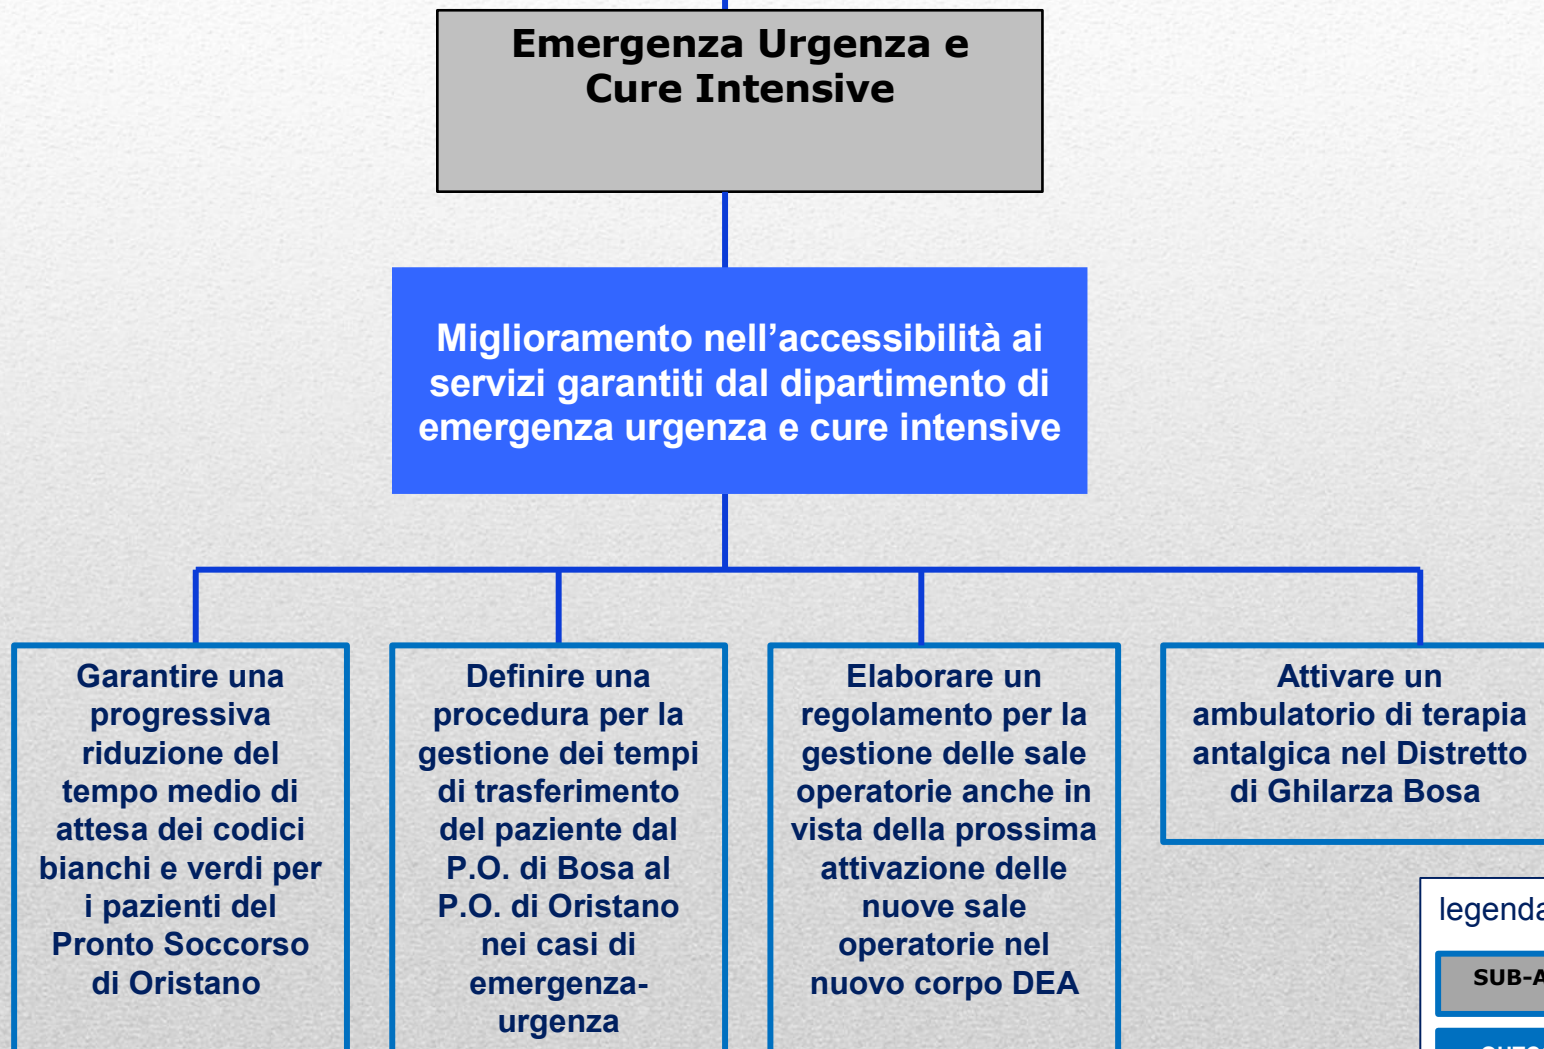 Emergenza Urgenza e
Cure Intensive
Miglioramento nell’accessibilità ai
servizi garantiti dal dipartimento di
emergenza urgenza e cure intensive
Garantire una
progressiva
riduzione del
tempo medio di
attesa dei codici
bianchi e verdi per
i pazienti del
Pronto Soccorso
di Oristano
Definire una
procedura per la
gestione dei tempi
di trasferimento
del paziente dal
P.O. di Bosa al
P.O. di Oristano
nei casi di
emergenza-
urgenza
Elaborare un
regolamento per la
gestione delle sale
operatorie anche in
vista della prossima
attivazione delle
nuove sale
operatorie nel
nuovo corpo DEA
Attivare un
ambulatorio di terapia
antalgica nel Distretto
di Ghilarza Bosa
legenda
SUB-A